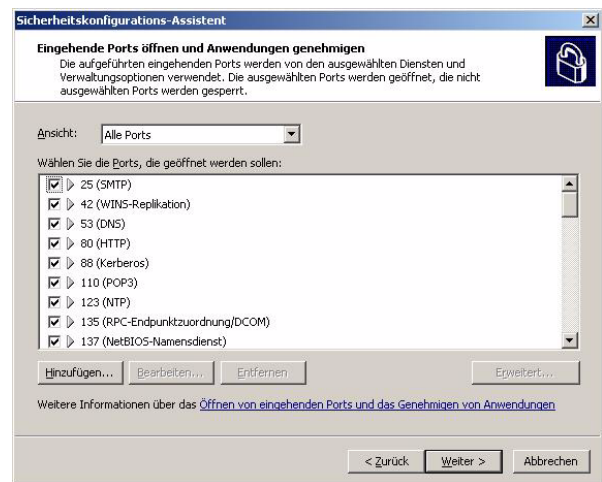 Sicherheitskonfigurations-Assistent
Eingehende Ports öffnen und Anwendungen genehmigen
Die aufgeführten eingehenden Ports werden von den ausgewählten Diensten und
Verwaltungsoptionen verwendet. Die ausgewählten Ports werden geöffnet, die nicht
ausgewählten Ports werden gesperrt.
Ansicht: Alle Ports
Wählen Sie die Ports, die geöffnet werden sollen:
25 (SMTP)
42 (WINS-Replikation)
53 (DNS)
80 (HTTP)
88 (Kerberos)
110 (POP3)
123 (NTP)
135 (RPC-Endpunktzuordnung/DCOM)
137 (NetBIOS-Namensdienst)
Hinzufügen... Bearbeiten... Entfernen Erweitert...
Weitere Informationen über das Öffnen von eingehenden Ports und das Genehmigen von Anwendungen
< Zurück Weiter > Abbrechen